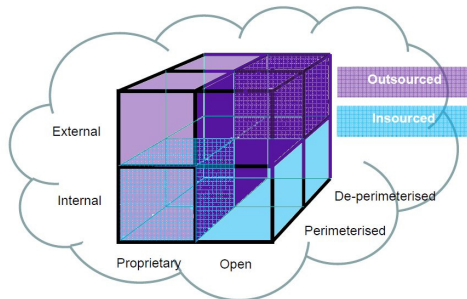 Outsourced
Insourced
External
Internal
De-perimeterised
Perimeterised
Proprietary
Open